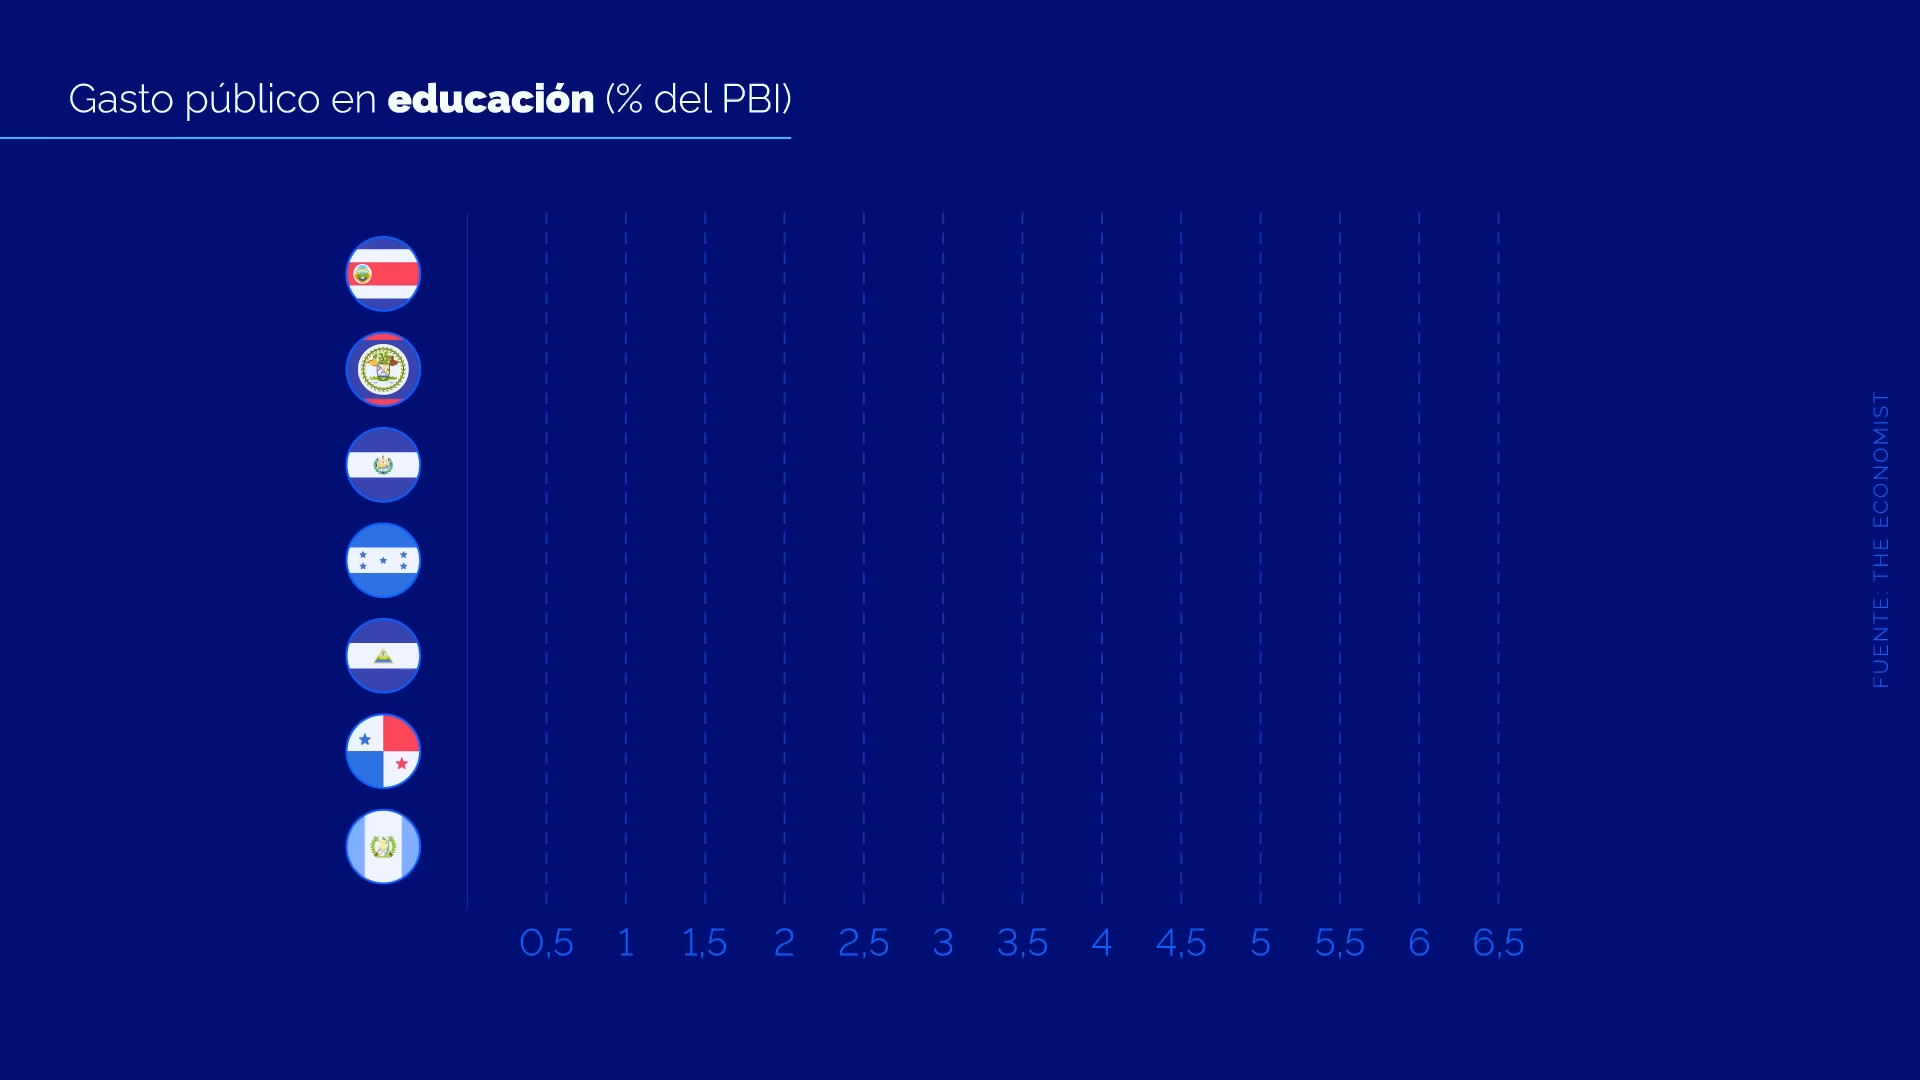 Gasto público en educación (% del PBI)
0,5 1 1,5 2 2,5 3 3,5 4 4,5 5 5,5 6 6,5
FUENTE: THE ECONOMIST